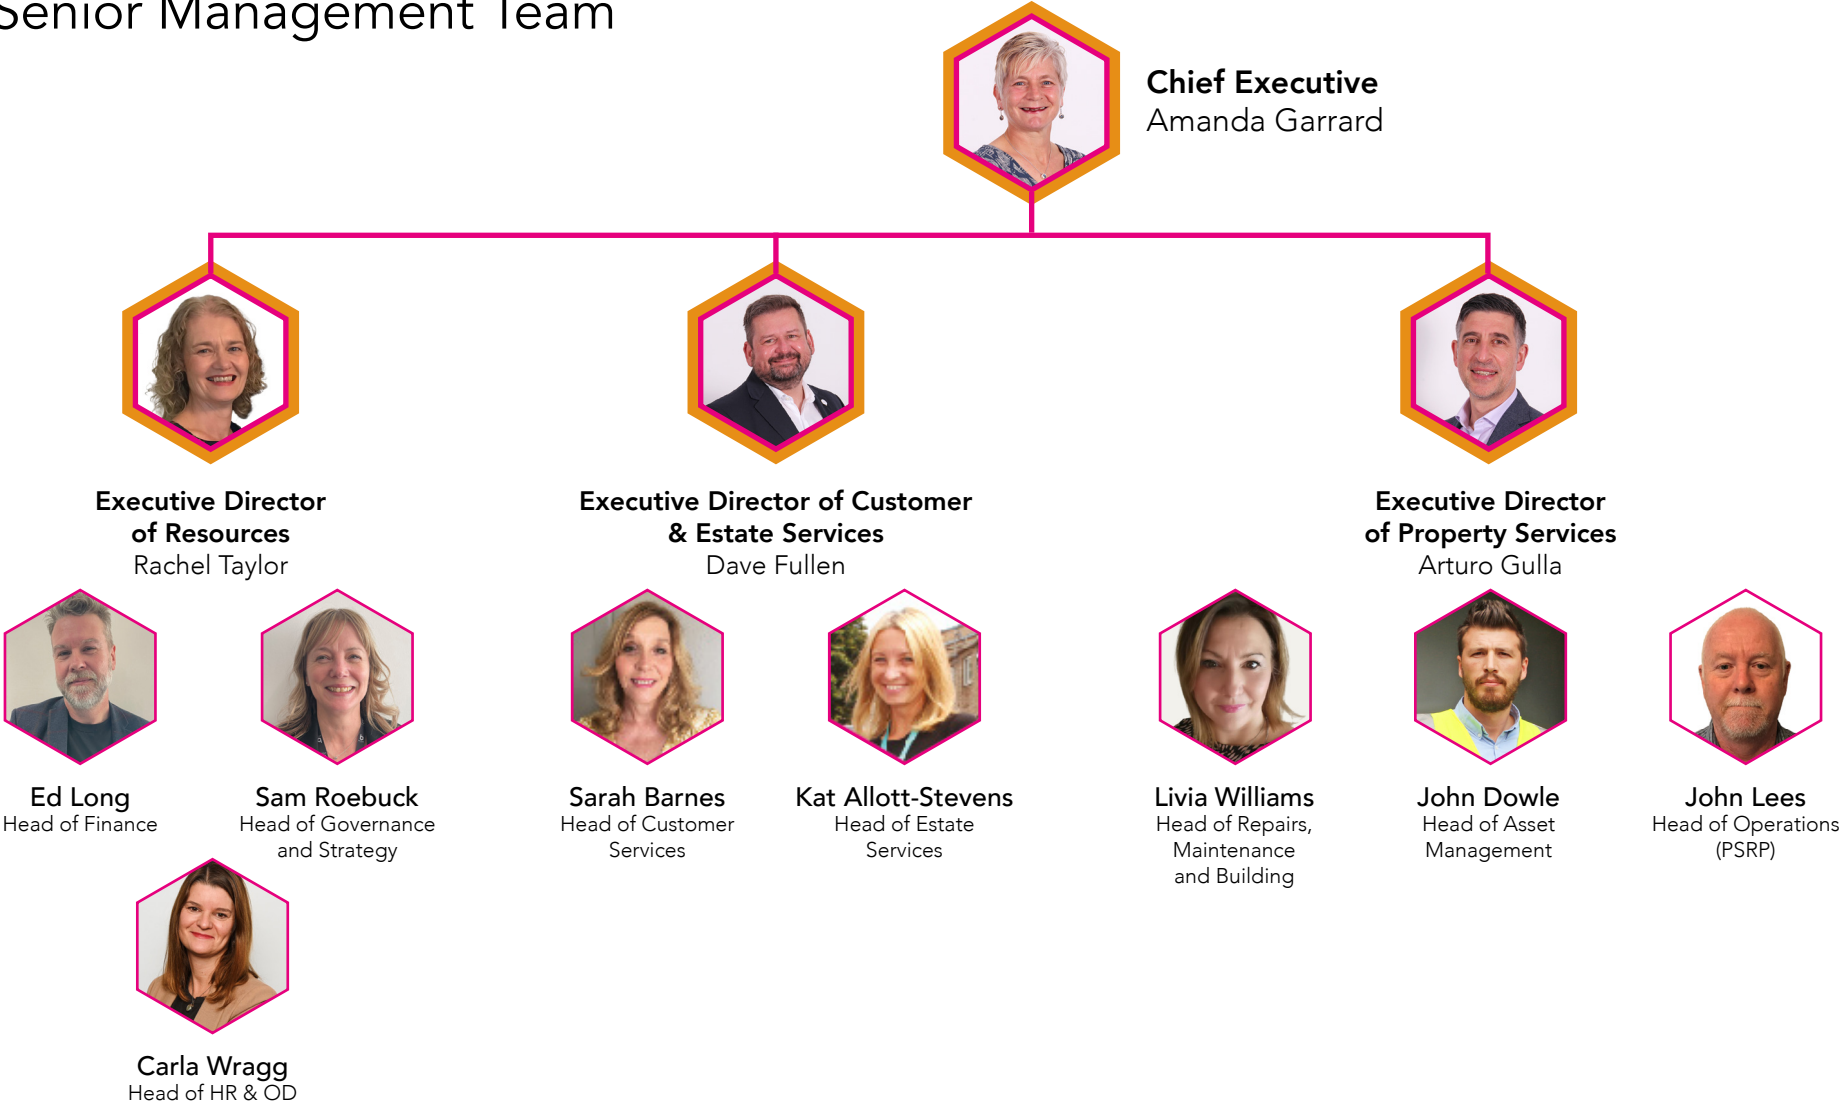 Senior Management Team
Chief Executive
Amanda Garrard
Executive Director
of Resources
Rachel Taylor
Executive Director of Customer
& Estate Services
Dave Fullen
Executive Director
of Property Services
Arturo Gulla
Ed Long
Head of Finance
Sam Roebuck
Head of Governance
and Strategy
Sarah Barnes
Head of Customer
Services
Kat Allott-Stevens
Head of Estate
Services
Livia Williams
Head of Repairs,
Maintenance
and Building
John Dowle
Head of Asset
Management
John Lees
Head of Operations
(PSRP)
Carla Wragg
Head of HR & OD